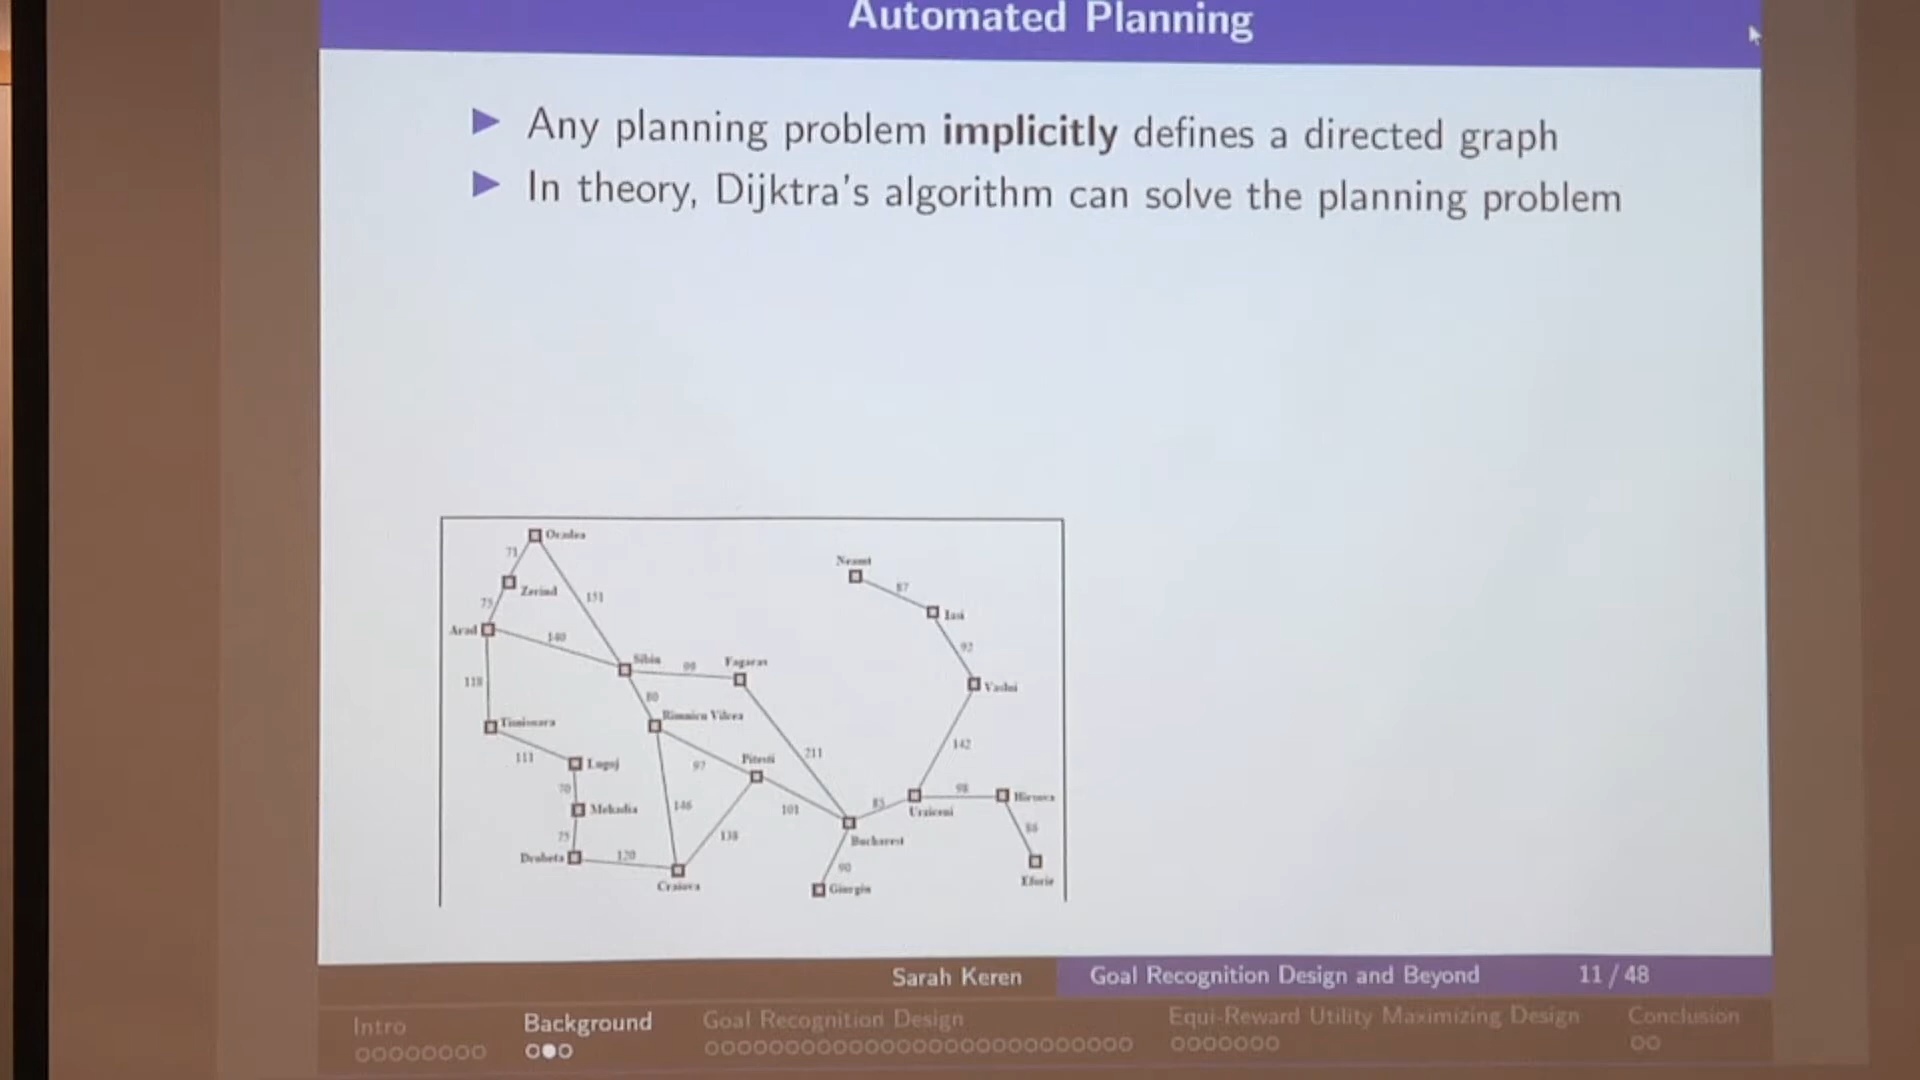 Automated Planning
Any planning problem implicitly defines a directed graph
In theory, Dijktra's algorithm can solve the planning problem
Oradea
71
Neamt
Zerind
87
151
75
Iasi
Arad
140
92
Sibiu
99
Fagaras
118
Vaslui
80
Rimnicu Vilcea
Timisoara
142
111
Lugoj
97
Pitesti
211
70
98
Mehadia
146
101
85
Hirsova
Urziceni
75
138
86
Bucharest
Drobeta
120
90
Craiova
Giurgiu
Eforie
Sarah Keren
Goal Recognition Design and Beyond
11 / 48
Intro
Background
Goal Recognition Design
Equi-Reward Utility Maximizing Design
Conclusion